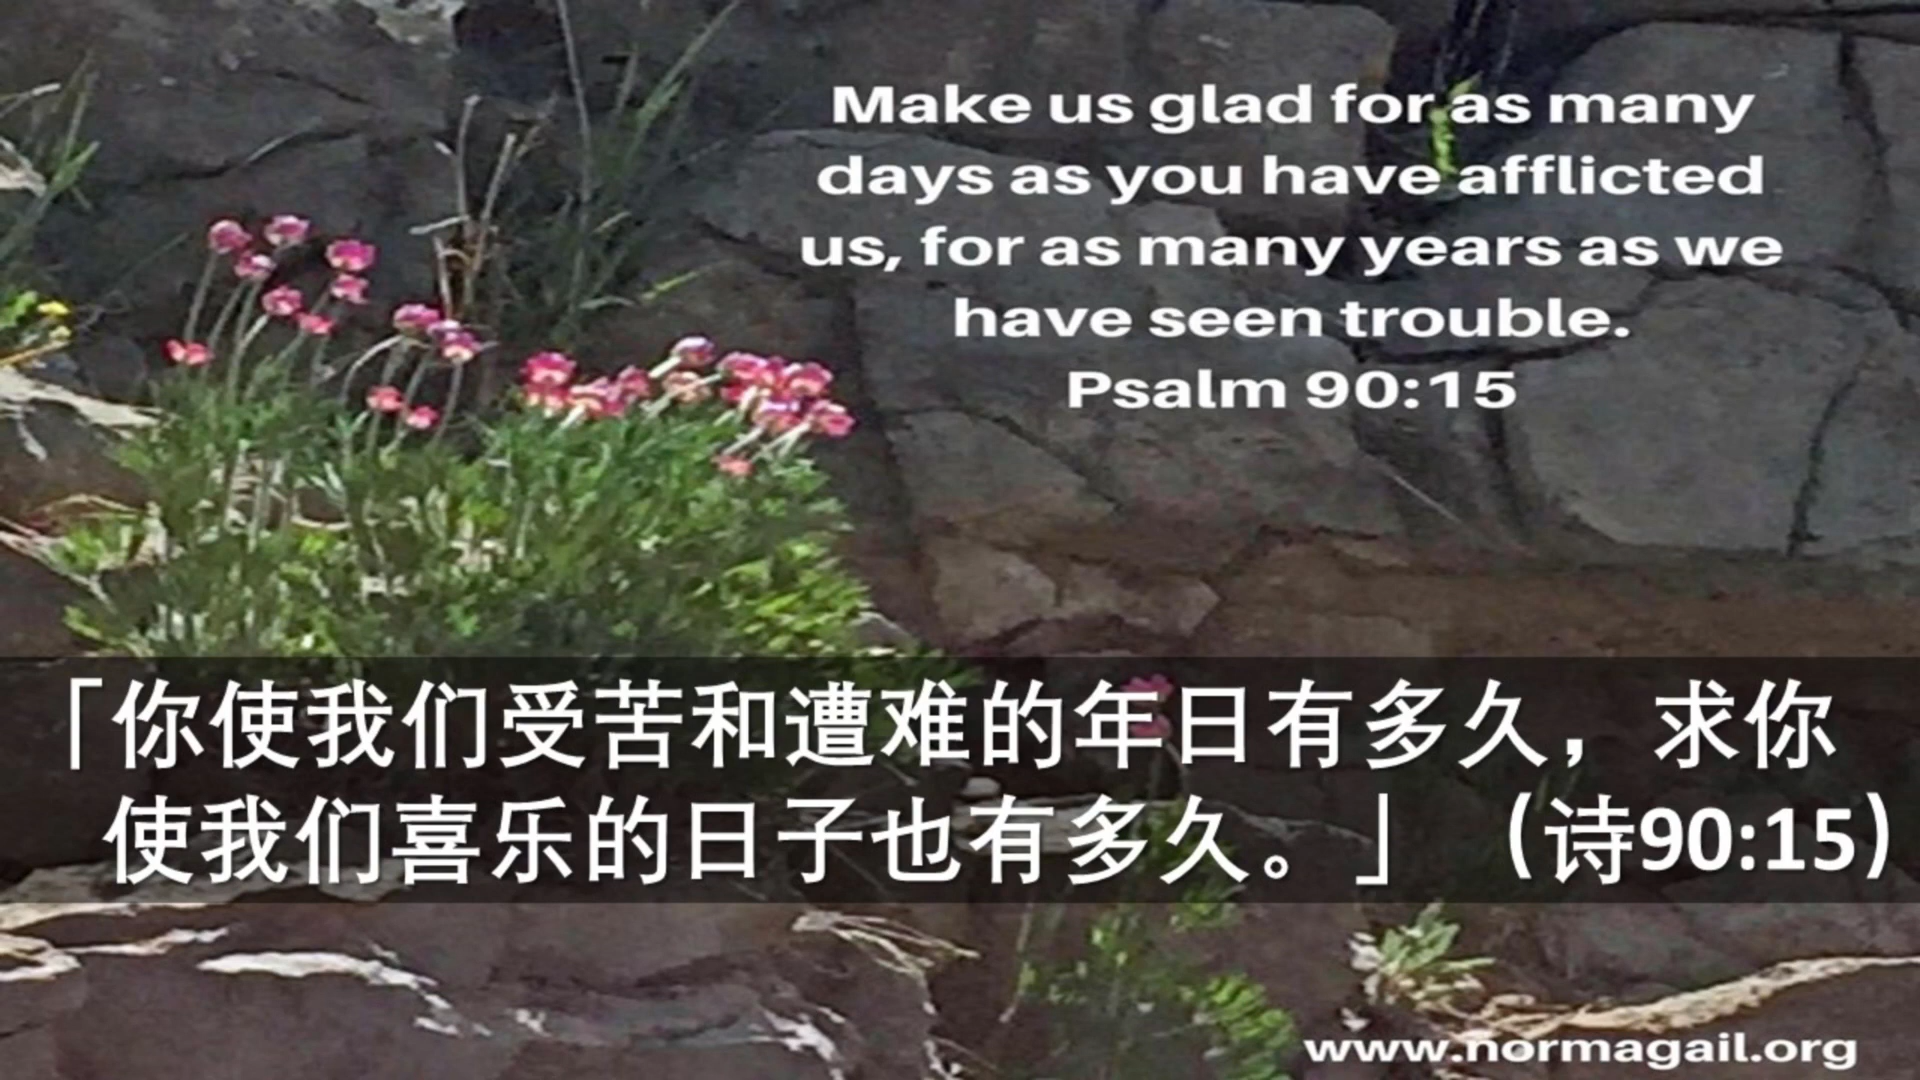 Make us glad for as many
days as you have afflicted
us, for as many years as we
have seen trouble.
Psalm 90:15
「你使我们受苦和遭难的年日有多久，求你
使我们喜乐的日子也有多久。」（诗90:15）
www.normagail.org